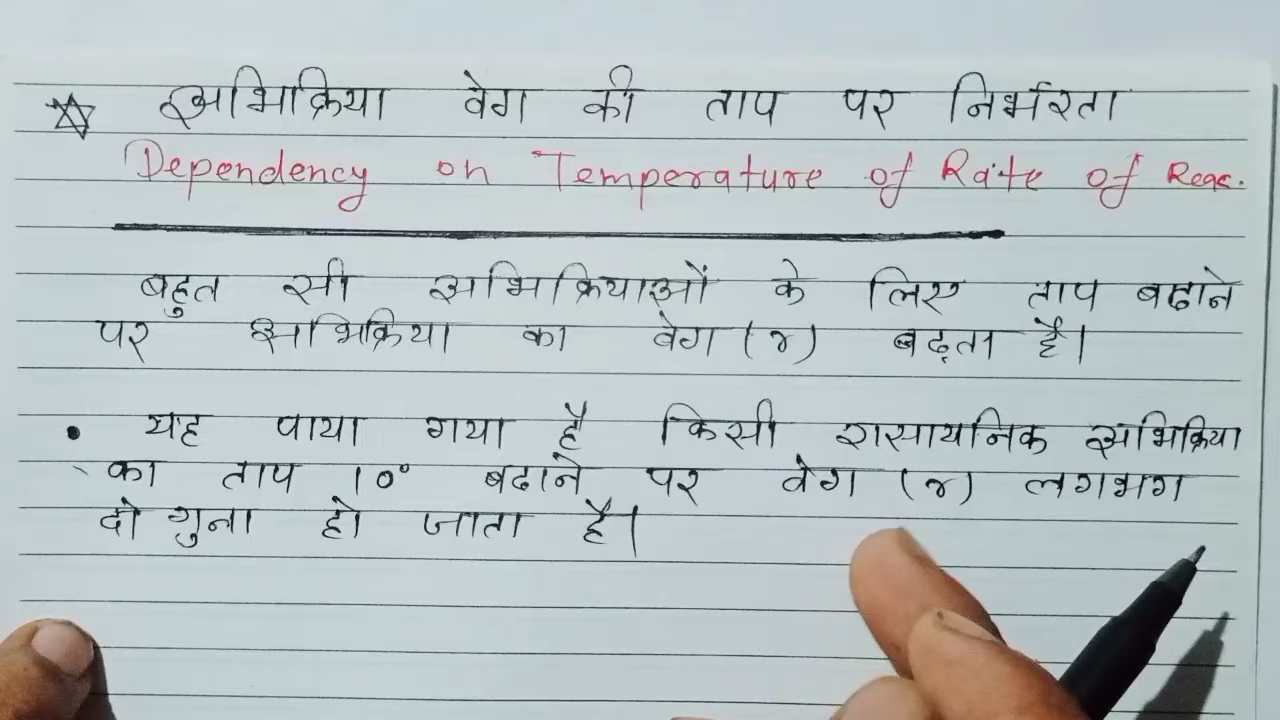 अभिक्रिया वेग की ताप पर निर्भरता
Dependency on Temperature of Rate of Reac.
बहुत सी अभिक्रियाओं के लिए ताप बढाने
पर अभिक्रिया का वेग (r) बढ़ता है।
• यह पाया गया है किसी रासायनिक अभिक्रिया
का ताप 10° बढाने पर वेग (r) लगभग
दो गुना हो जाता है।